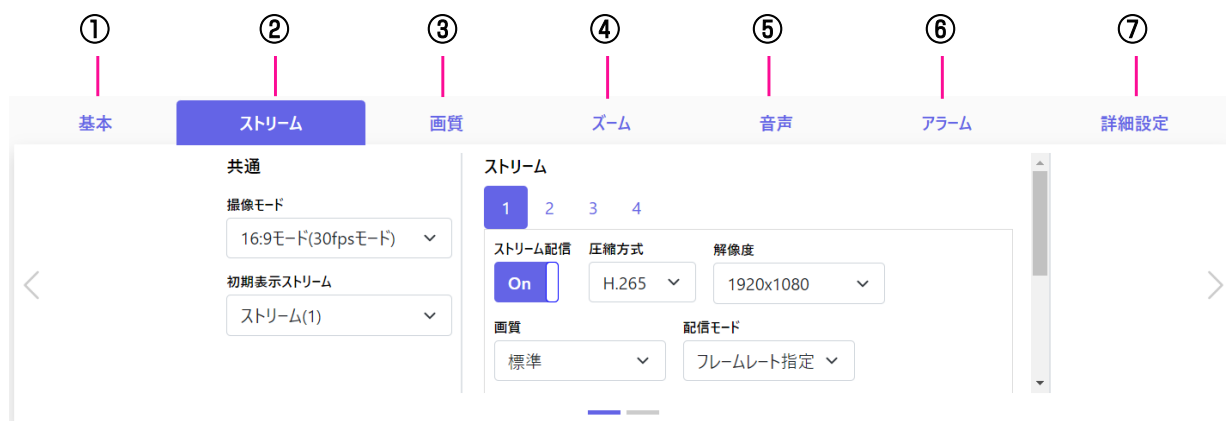 ① ② ③ ④ ⑤ ⑥ ⑦
基本 ストリーム 画質 ズーム 音声 アラーム 詳細設定
共通
撮像モード
16:9モード(30fpsモード)
初期表示ストリーム
ストリーム(1)
ストリーム
1 2 3 4
ストリーム配信 圧縮方式 解像度
On H.265 1920x1080
画質 配信モード
標準 フレームレート指定